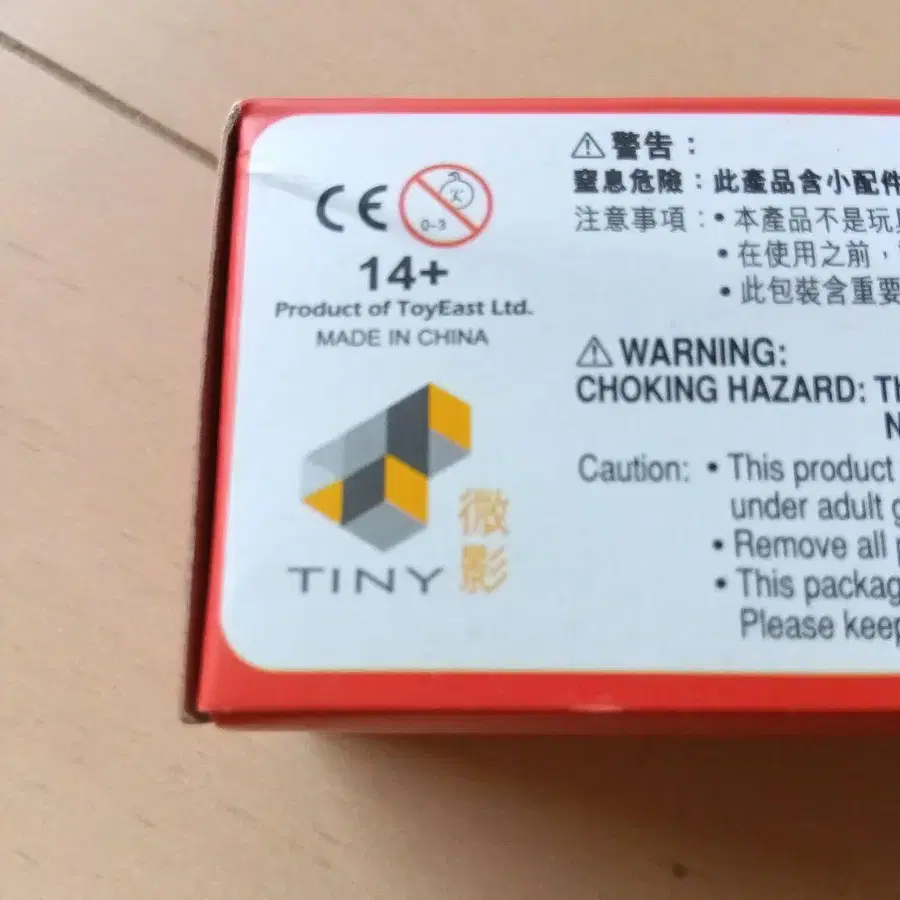 CE
0-3
14+
Product of ToyEast Ltd.
MADE IN CHINA
TINY
微
影
警告：
窒息危險：此產品含小配件
注意事項：• 本產品不是玩
• 在使用之前，
• 此包裝含重要
WARNING:
CHOKING HAZARD: Th
N
Caution: • This product
under adult g
• Remove all p
• This packag
Please keep